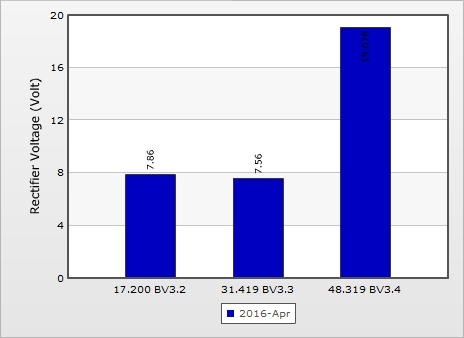 20
16
12
8
4
0
Rectifier Voltage (Volt)
7.86
7.56
17.200 BV3.2
31.419 BV3.3
48.319 BV3.4
2016-Apr